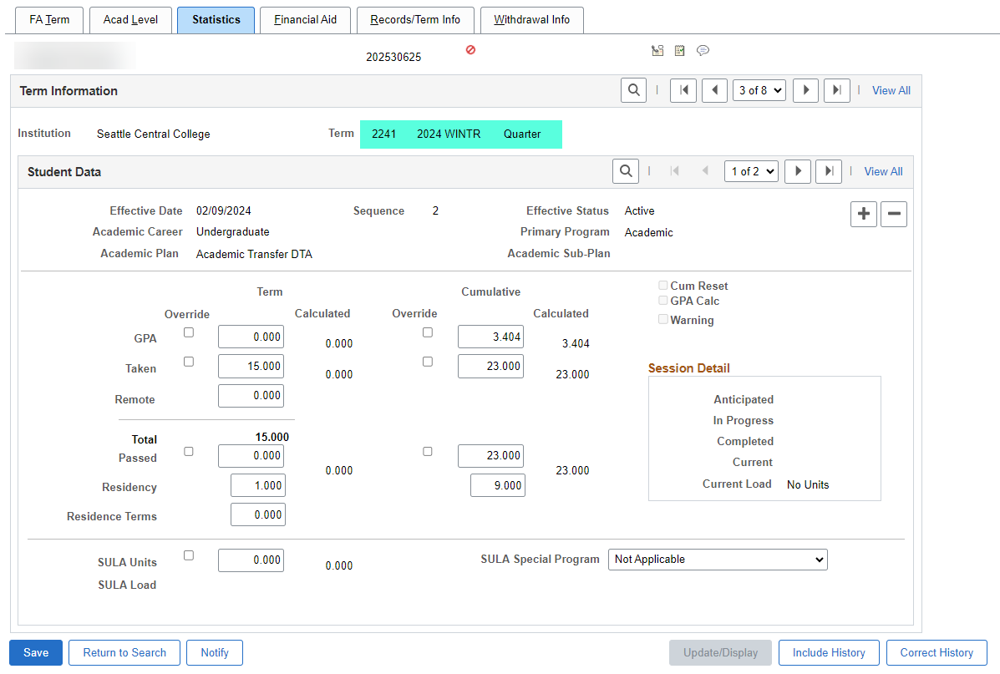 FA Term Acad Level Statistics Financial Aid Records/Term Info Withdrawal Info
202530625
Term Information 3 of 8 View All
Institution Seattle Central College Term 2241 2024 WINTR Quarter
Student Data 1 of 2 View All
Effective Date 02/09/2024 Sequence 2 Effective Status Active
Academic Career Undergraduate Primary Program Academic
Academic Plan Academic Transfer DTA Academic Sub-Plan
Term Cumulative Cum Reset
GPA Calc
Override Calculated Override Calculated Warning
GPA 0.000 0.000 3.404 3.404
Taken 15.000 0.000 23.000 23.000 Session Detail
Remote 0.000 Anticipated
In Progress
Total 15.000 Completed
Passed 0.000 0.000 23.000 23.000 Current
Residency 1.000 9.000 Current Load No Units
Residence Terms 0.000
SULA Units 0.000 0.000 SULA Special Program Not Applicable
SULA Load
Save Return to Search Notify Update/Display Include History Correct History